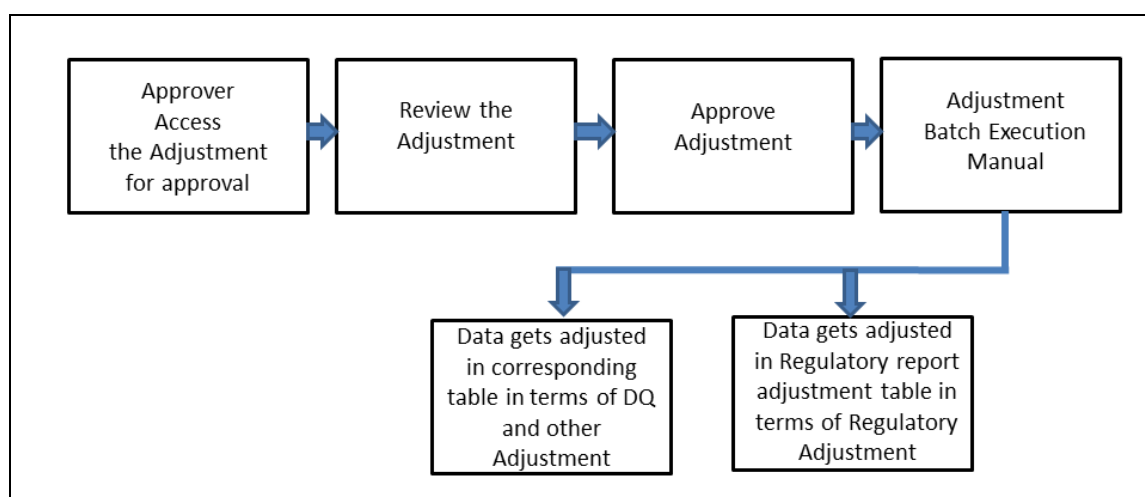 Approver
Access
the Adjustment
for approval
Review the
Adjustment
Approve
Adjustment
Adjustment
Batch Execution
Manual
Data gets adjusted
in corresponding
table in terms of DQ
and other
Adjustment
Data gets adjusted
in Regulatory report
adjustment table in
terms of Regulatory
Adjustment